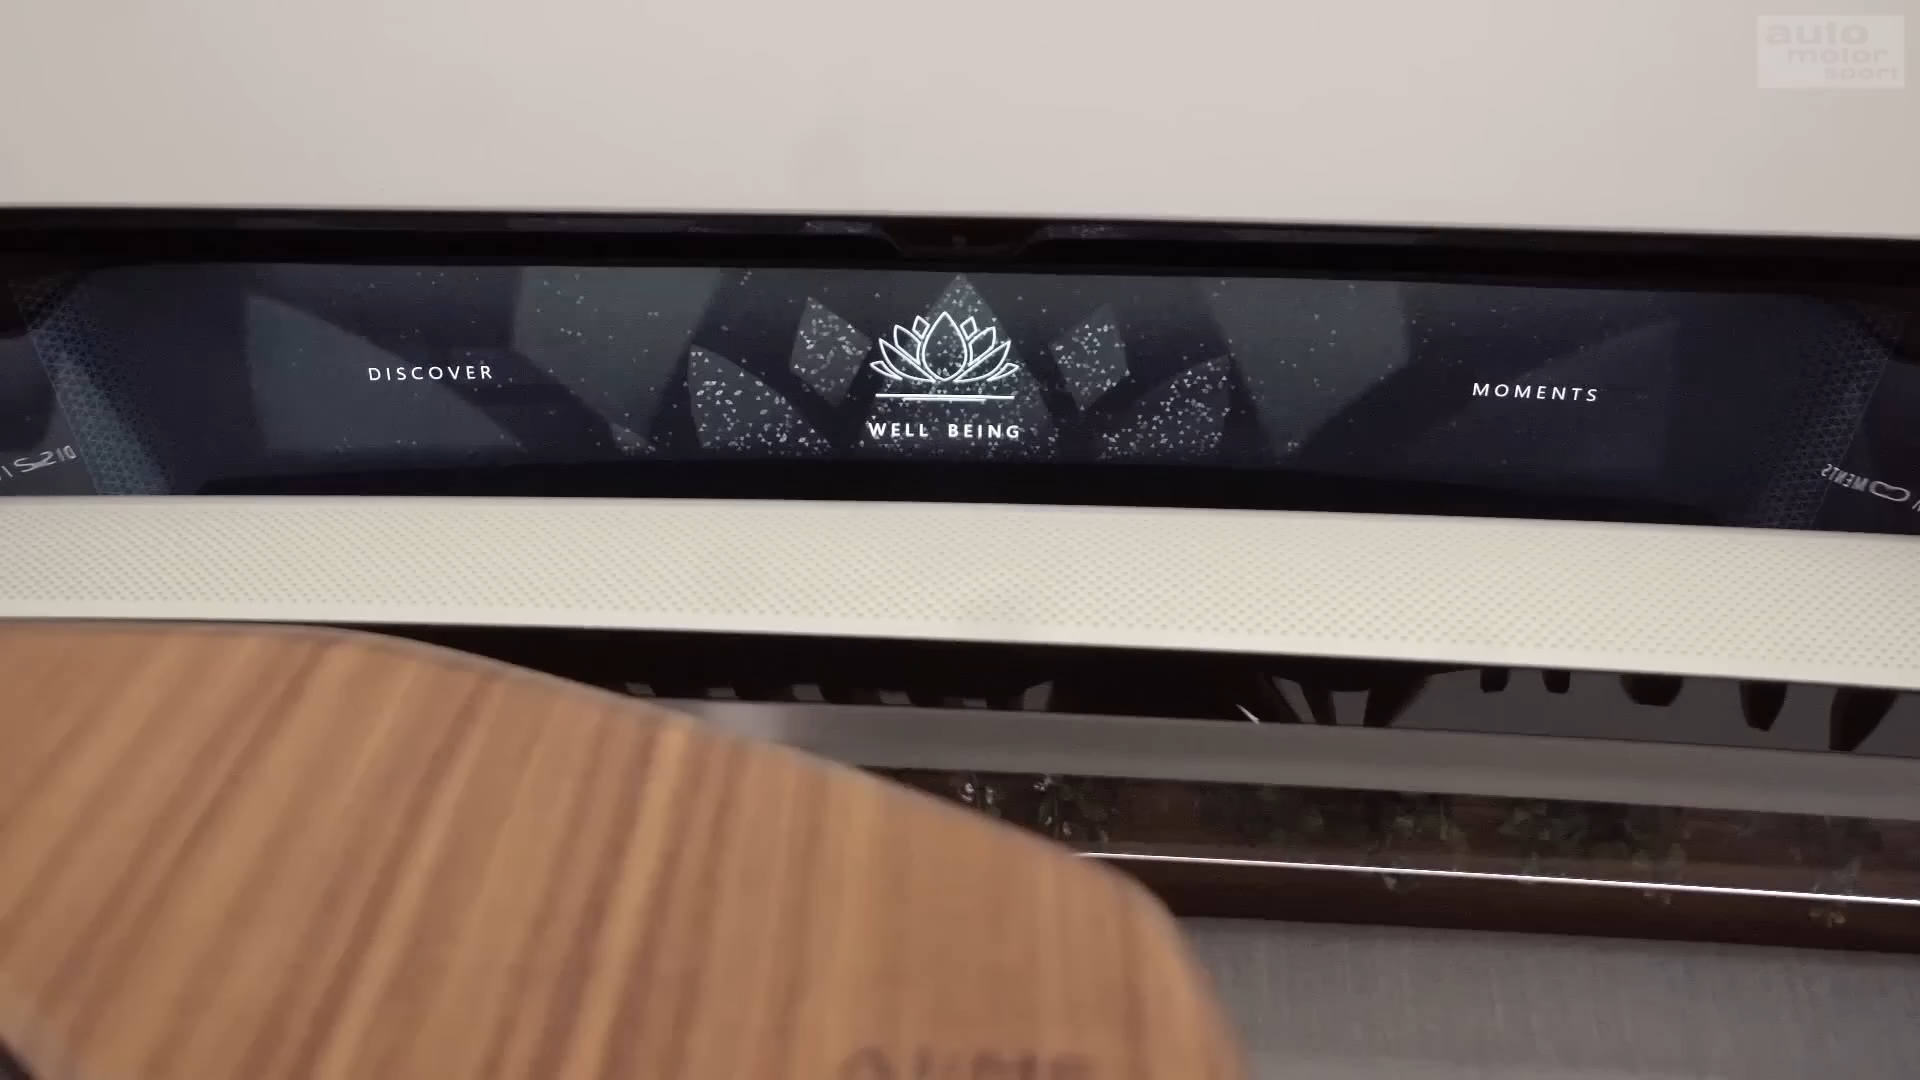 auto
motor
sport
DISCOVER
WELL BEING
MOMENTS